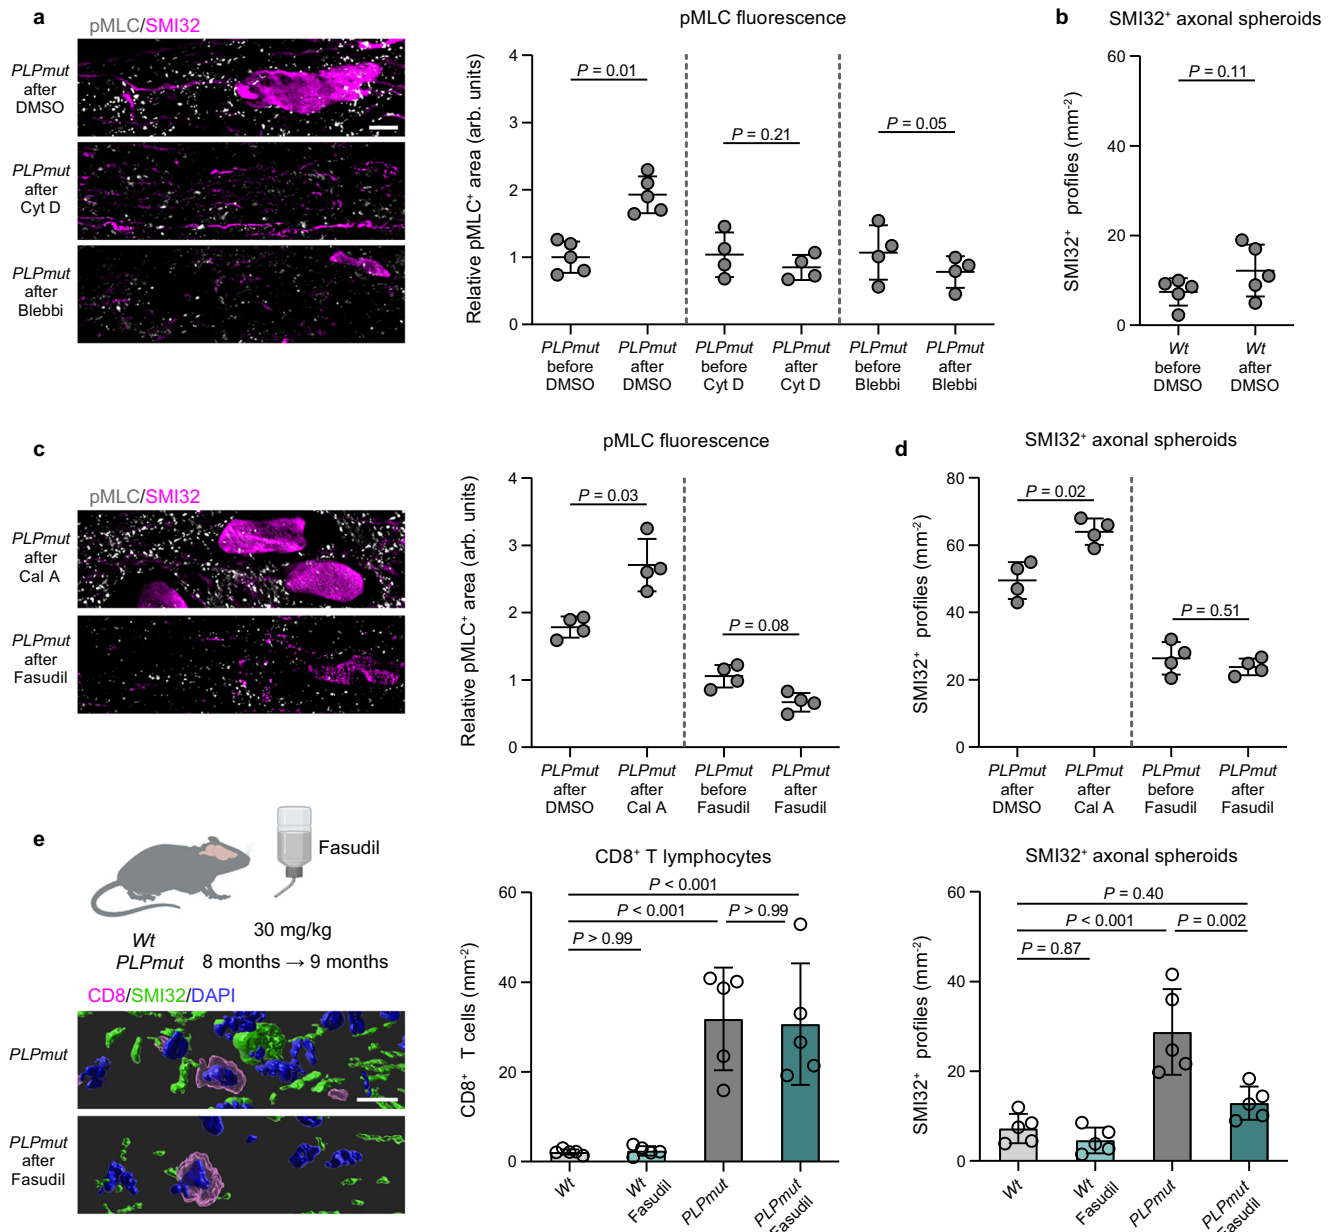 a
pMLC/SMI32
PLPmut
after
DMSO
PLPmut
after
Cyt D
PLPmut
after
Blebbi
pMLC fluorescence
Relative pMLC⁺ area (arb. units)
4
3
2
1
0
P = 0.01
P = 0.21
P = 0.05
PLPmut
before
DMSO
PLPmut
after
DMSO
PLPmut
before
Cyt D
PLPmut
after
Cyt D
PLPmut
before
Blebbi
PLPmut
after
Blebbi
b
SMI32⁺ axonal spheroids
SMI32⁺ profiles (mm⁻²)
60
40
20
0
P = 0.11
Wt
before
DMSO
Wt
after
DMSO
c
pMLC/SMI32
PLPmut
after
Cal A
PLPmut
after
Fasudil
pMLC fluorescence
Relative pMLC⁺ area (arb. units)
4
3
2
1
0
P = 0.03
P = 0.08
PLPmut
after
DMSO
PLPmut
after
Cal A
PLPmut
before
Fasudil
PLPmut
after
Fasudil
d
SMI32⁺ axonal spheroids
SMI32⁺ profiles (mm⁻²)
80
60
40
20
0
P = 0.02
P = 0.51
PLPmut
after
DMSO
PLPmut
after
Cal A
PLPmut
before
Fasudil
PLPmut
after
Fasudil
e
Fasudil
30 mg/kg
Wt
PLPmut 8 months → 9 months
CD8/SMI32/DAPI
PLPmut
PLPmut
after
Fasudil
CD8⁺ T lymphocytes
CD8⁺ T cells (mm⁻²)
60
40
20
0
P < 0.001
P < 0.001
P > 0.99
P > 0.99
Wt
Wt
Fasudil
PLPmut
PLPmut
Fasudil
SMI32⁺ axonal spheroids
SMI32⁺ profiles (mm⁻²)
60
40
20
0
P = 0.40
P < 0.001
P = 0.002
P = 0.87
Wt
Wt
Fasudil
PLPmut
PLPmut
Fasudil